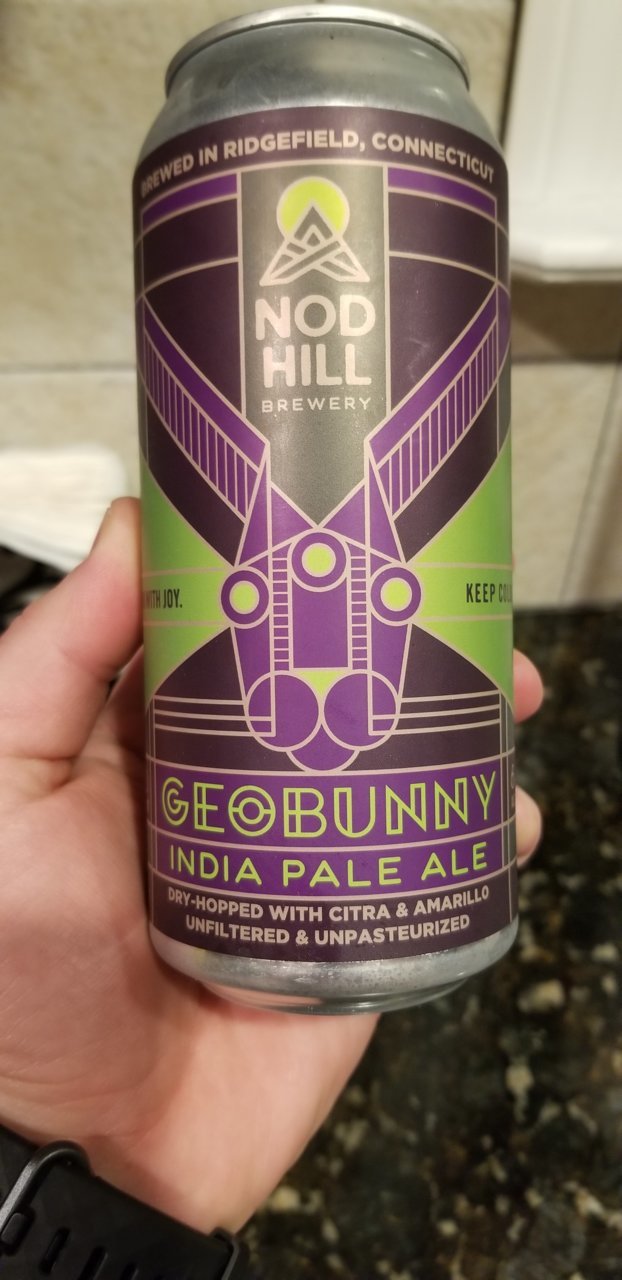 BREWED IN RIDGEFIELD, CONNECTICUT
NOD
HILL
BREWERY
WITH JOY.
KEEP
GEOBUNNY
INDIA PALE ALE
DRY-HOPPED WITH CITRA & AMARILLO
UNFILTERED & UNPASTEURIZED